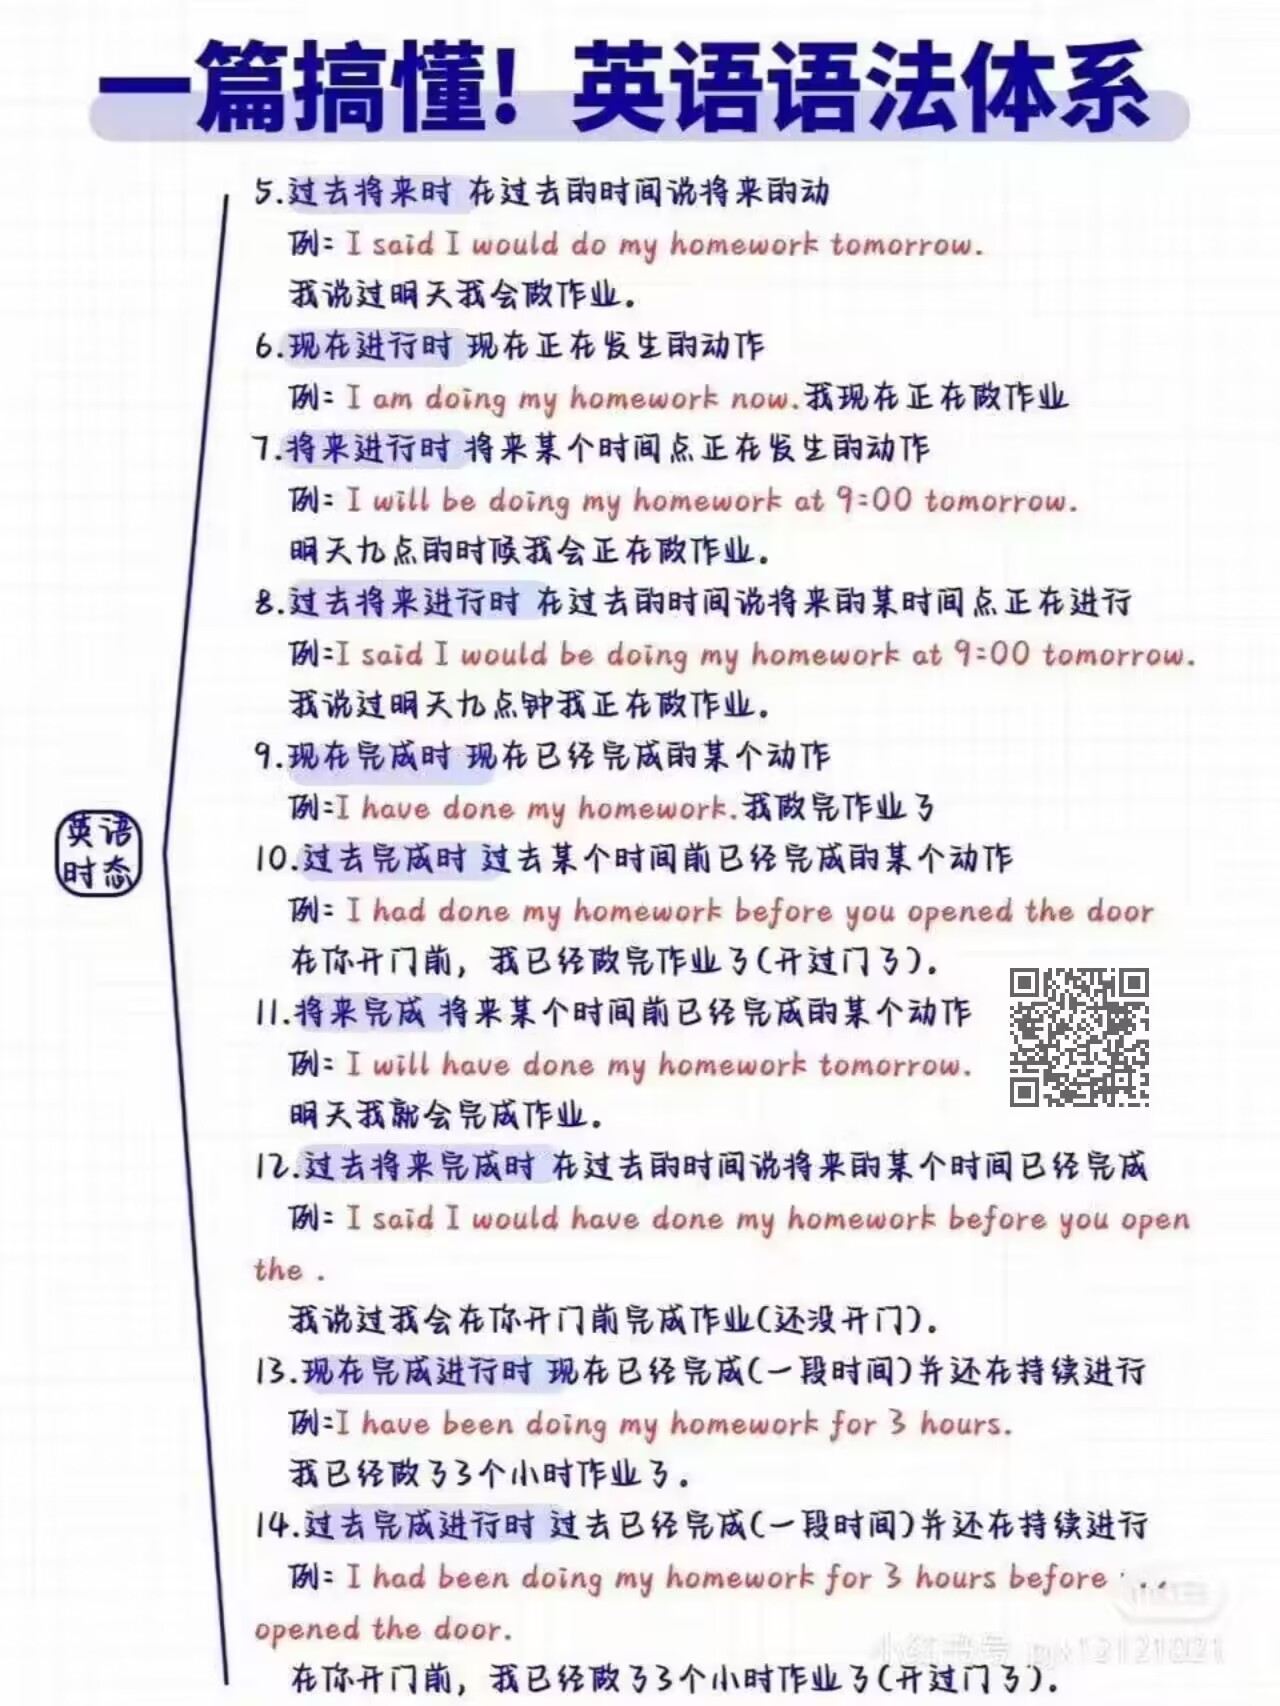 一篇搞懂！英语语法体系
英语
时态
5.过去将来时 在过去的时间说将来的动
例：I said I would do my homework tomorrow.
我说过明天我会做作业。
6.现在进行时 现在正在发生的动作
例：I am doing my homework now.我现在正在做作业
7.将来进行时 将来某个时间点正在发生的动作
例：I will be doing my homework at 9:00 tomorrow.
明天九点的时候我会正在做作业。
8.过去将来进行时 在过去的时间说将来的某时间点正在进行
例:I said I would be doing my homework at 9:00 tomorrow.
我说过明天九点钟我正在做作业。
9.现在完成时 现在已经完成的某个动作
例:I have done my homework.我做完作业了
10.过去完成时 过去某个时间前已经完成的某个动作
例：I had done my homework before you opened the door
在你开门前，我已经做完作业了(开过门了)。
11.将来完成 将来某个时间前已经完成的某个动作
例：I will have done my homework tomorrow.
明天我就会完成作业。
12.过去将来完成时 在过去的时间说将来的某个时间已经完成
例：I said I would have done my homework before you open
the .
我说过我会在你开门前完成作业(还没开门)。
13.现在完成进行时 现在已经完成(一段时间)并还在持续进行
例:I have been doing my homework for 3 hours.
我已经做了3个小时作业了。
14.过去完成进行时 过去已经完成(一段时间)并还在持续进行
例：I had been doing my homework for 3 hours before
opened the door.
小红书号
在你开门前，我已经做了3个小时作业了(开过门了)。